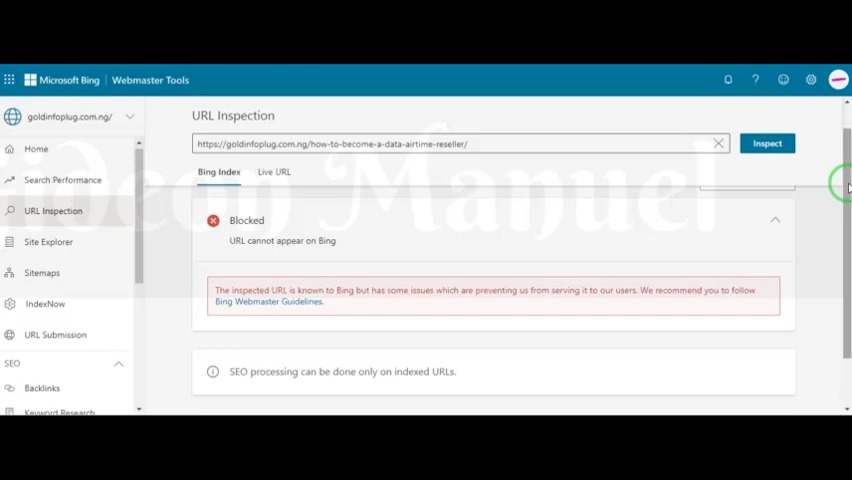 Microsoft Bing | Webmaster Tools
goldinfoplug.com.ng/
Home
Search Performance
URL Inspection
Site Explorer
Sitemaps
IndexNow
URL Submission
SEO
Backlinks
Keyword Research
URL Inspection
https://goldinfoplug.com.ng/how-to-become-a-data-airtime-reseller/
Inspect
Bing Index
Live URL
Blocked
URL cannot appear on Bing
The inspected URL is known to Bing but has some issues which are preventing us from serving it to our users. We recommend you to follow
Bing Webmaster Guidelines.
SEO processing can be done only on indexed URLs.
Manuel